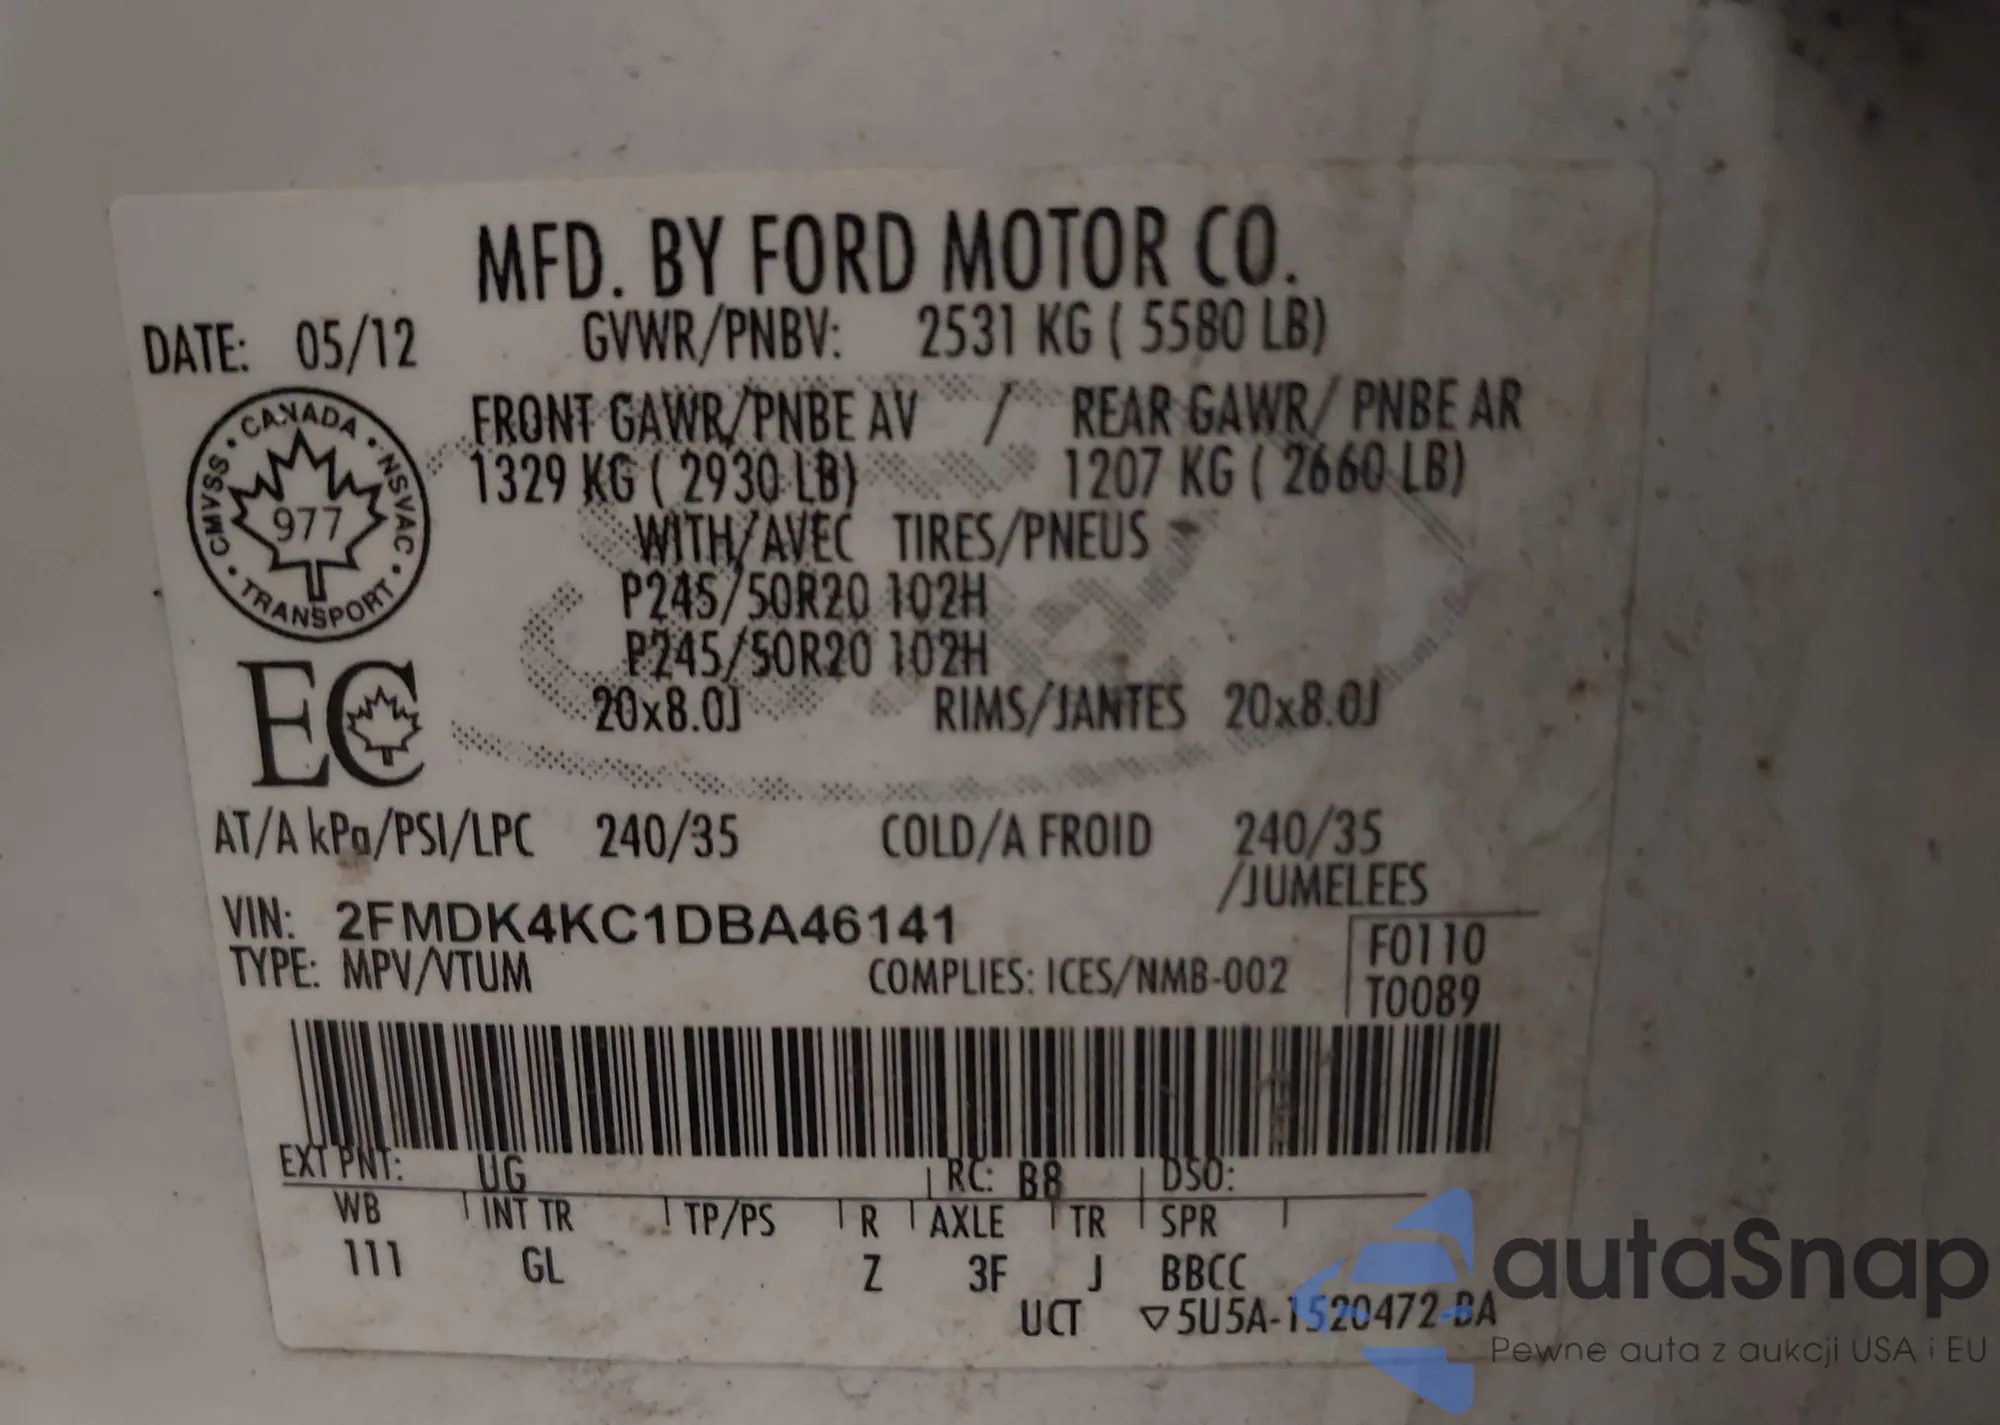 MFD. BY FORD MOTOR CO.
DATE: 05/12 GVWR/PNBV: 2531 KG ( 5580 LB)
FRONT GAWR/PNBE AV / REAR GAWR/ PNBE AR
1329 KG ( 2930 LB) 1207 KG ( 2660 LB)
WITH/AVEC TIRES/PNEUS
P245/50R20 102H
P245/50R20 102H
20x8.0J RIMS/JANTES 20x8.0J
CANADA • NSVAC • TRANSPORT • CMVSS •
977
EC
AT/A kPa/PSI/LPC 240/35 COLD/A FROID 240/35
/JUMELEES
VIN: 2FMDK4KC1DBA46141
TYPE: MPV/VTUM COMPLIES: ICES/NMB-002
F0110
T0089
EXT PNT: UG RC: B8 DSO:
WB INT TR TP/PS R AXLE TR SPR
111 GL Z 3F J BBCC
UCT ▽5U5A-1520472-BA
autaSnap
Pewne auta z aukcji USA i EU